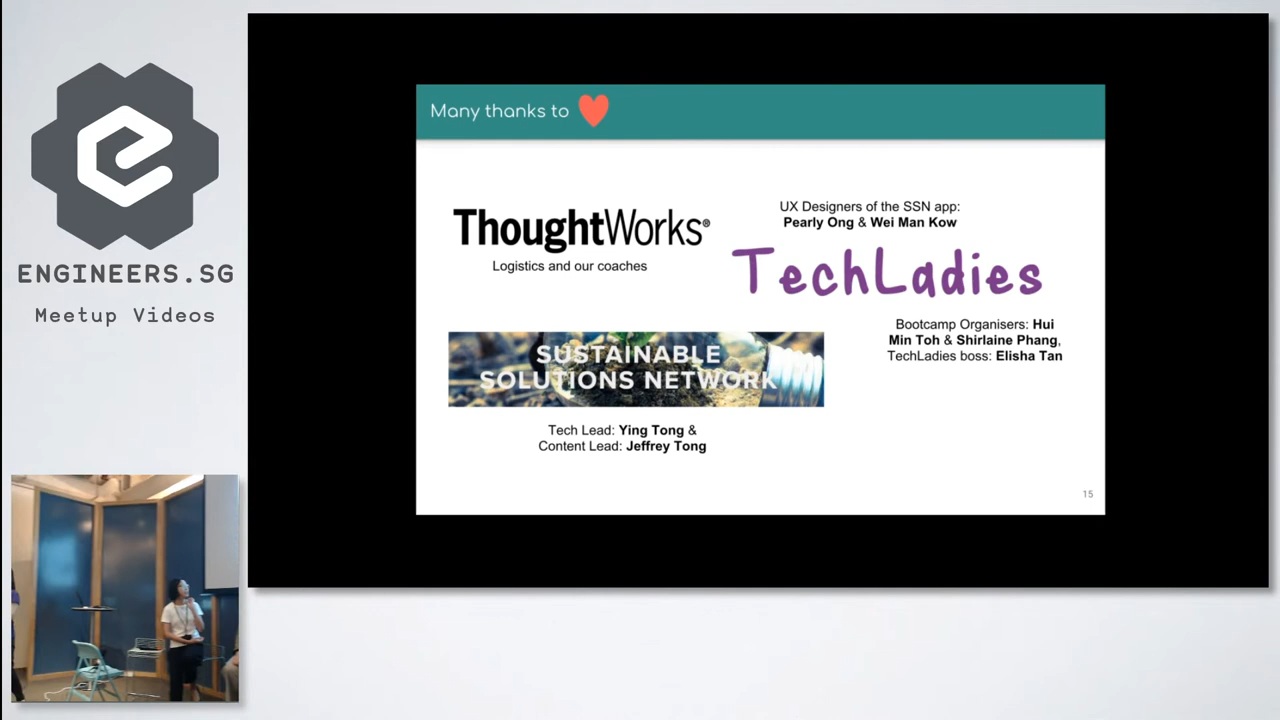 ENGINEERS.SG
Meetup Videos
Many thanks to
ThoughtWorks®
Logistics and our coaches
UX Designers of the SSN app:
Pearly Ong & Wei Man Kow
TechLadies
Bootcamp Organisers: Hui
Min Toh & Shirlaine Phang,
TechLadies boss: Elisha Tan
SUSTAINABLE
SOLUTIONS NETWORK
Tech Lead: Ying Tong &
Content Lead: Jeffrey Tong
15